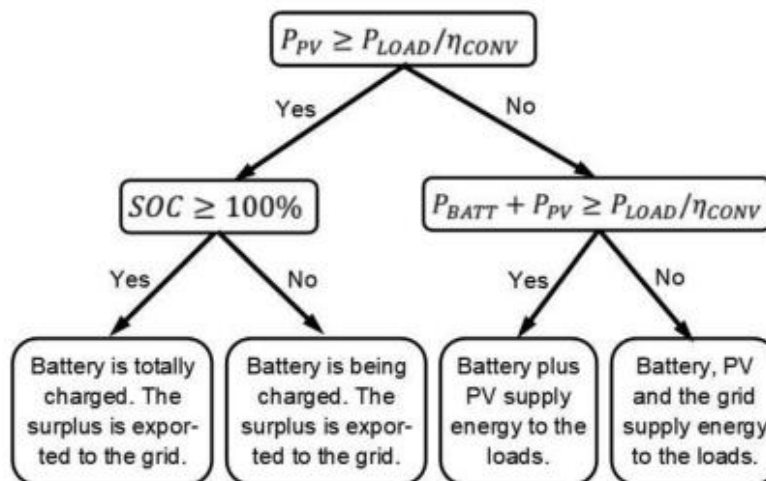 P_PV ≥ P_LOAD/η_CONV
Yes
No
SOC ≥ 100%
P_BATT + P_PV ≥ P_LOAD/η_CONV
Yes
No
Yes
No
Battery is totally
charged. The
surplus is expor-
ted to the grid.
Battery is being
charged. The
surplus is expor-
ted to the grid.
Battery plus
PV supply
energy to the
loads.
Battery, PV
and the grid
supply energy
to the loads.